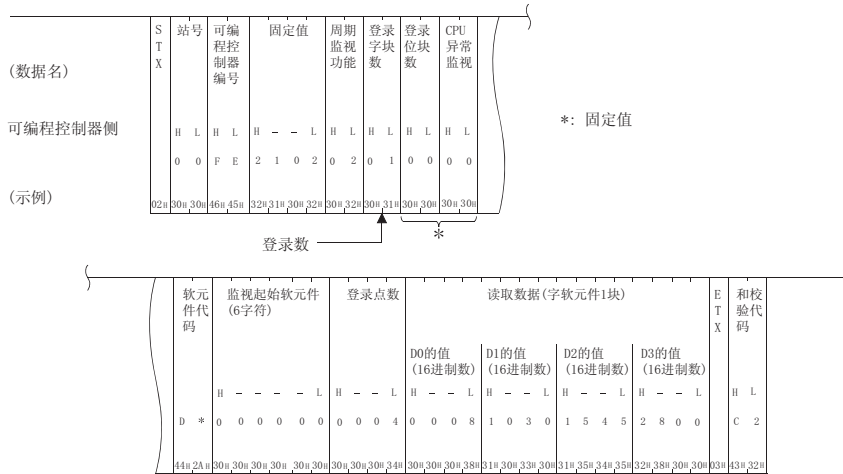 S 站号 可编 固定值 周期 登录 登录 CPU
T 程控 监视 字块 位块 异常
X 制器 功能 数 数 监视
编号
(数据名)
可编程控制器侧
*: 固定值
H L H L H - - L H L H L H L H L
0 0 F E 2 1 0 2 0 2 0 1 0 0 0 0
(示例)
02H 30H 30H 46H 45H 32H 31H 30H 32H 30H 32H 30H 31H 30H 30H 30H 30H
登录数
*
软元 监视起始软元件 登录点数 读取数据(字软元件1块) E 和校
件代 (6字符) T 验代
码 X 码
D0的值 D1的值 D2的值 D3的值
(16进制数) (16进制数) (16进制数) (16进制数)
H - - - - L H - - L H - - L H - - L H - - L H - - L H L
D * 0 0 0 0 0 0 0 0 0 4 0 0 0 8 1 0 3 0 1 5 4 5 2 8 0 0 C 2
44H 2AH 30H 30H 30H 30H 30H 30H 30H 30H 30H 34H 30H 30H 30H 38H 31H 30H 33H 30H 31H 35H 34H 35H 32H 38H 30H 30H 03H 43H 32H